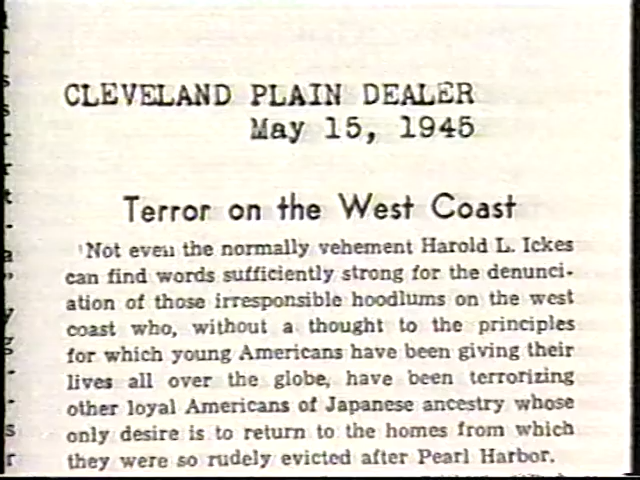 CLEVELAND PLAIN DEALER
May 15, 1945
Terror on the West Coast
Not even the normally vehement Harold L. Ickes
can find words sufficiently strong for the denunci-
ation of those irresponsible hoodlums on the west
coast who, without a thought to the principles
for which young Americans have been giving their
lives all over the globe, have been terrorizing
other loyal Americans of Japanese ancestry whose
only desire is to return to the homes from which
they were so rudely evicted after Pearl Harbor.